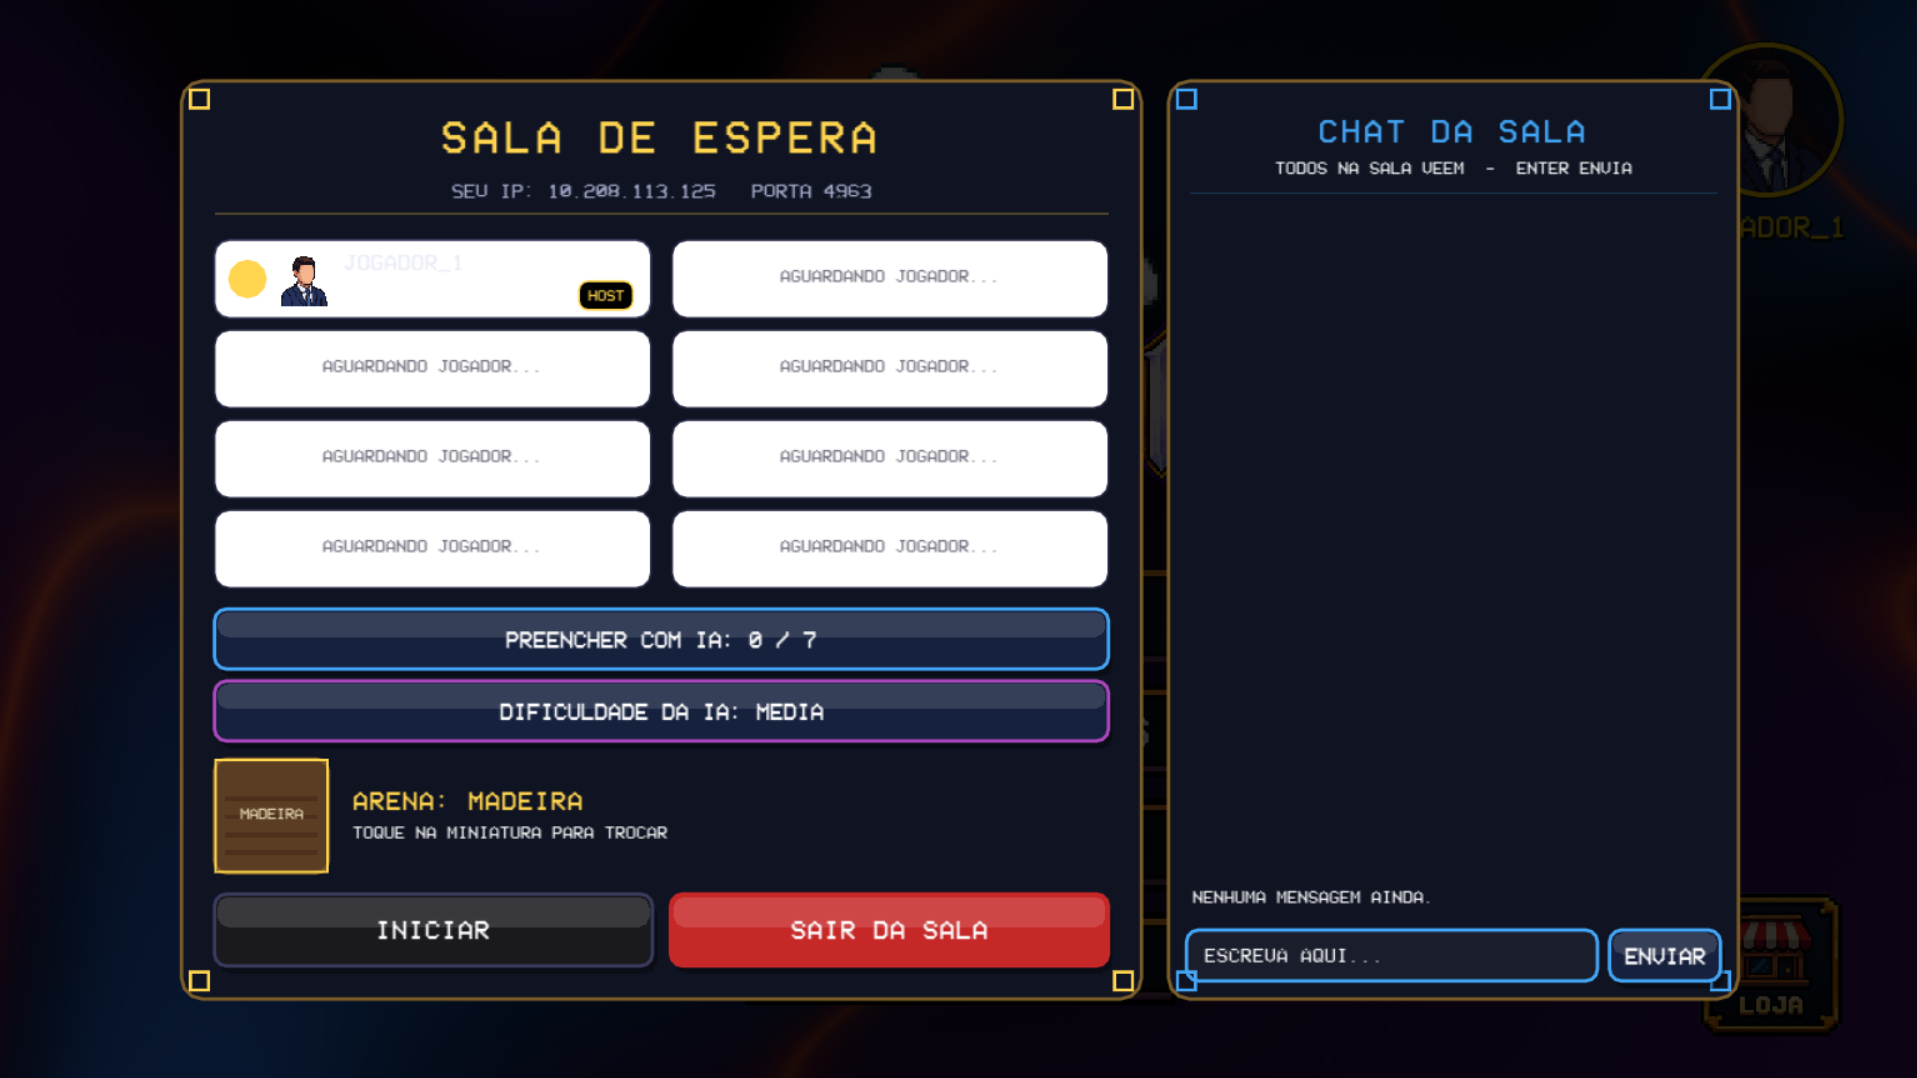 SALA DE ESPERA
SEU IP: 10.208.113.125 PORTA 4963
JOGADOR_1
HOST
AGUARDANDO JOGADOR...
AGUARDANDO JOGADOR...
AGUARDANDO JOGADOR...
AGUARDANDO JOGADOR...
AGUARDANDO JOGADOR...
AGUARDANDO JOGADOR...
AGUARDANDO JOGADOR...
PREENCHER COM IA: 0 / 7
DIFICULDADE DA IA: MEDIA
MADEIRA
ARENA: MADEIRA
TOQUE NA MINIATURA PARA TROCAR
INICIAR
SAIR DA SALA
CHAT DA SALA
TODOS NA SALA VEEM - ENTER ENVIA
NENHUMA MENSAGEM AINDA.
ESCREVA AQUI...
ENVIAR
ADOR_1
LOJA